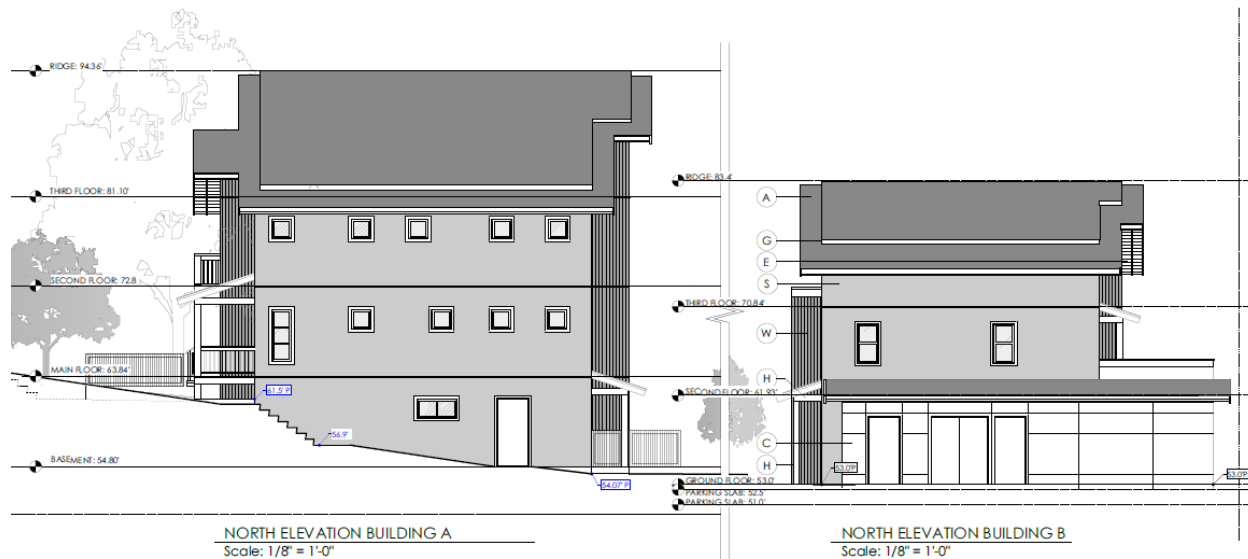 RIDGE: 94.36'
THIRD FLOOR: 81.10'
SECOND FLOOR: 72.8
MAIN FLOOR: 63.84'
61.5' P
56.9'
BASEMENT: 54.80'
54.07' P
NORTH ELEVATION BUILDING A
Scale: 1/8" = 1'-0"
RIDGE: 83.4'
A
G
E
S
THIRD FLOOR: 70.84'
W
H
SECOND FLOOR: 61.93'
C
H
53.0'P
53.0'P
GROUND FLOOR: 53.0'
PARKING SLAB: 52.5'
PARKING SLAB: 51.0'
NORTH ELEVATION BUILDING B
Scale: 1/8" = 1'-0"